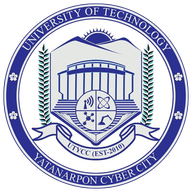 UNIVERSITY OF TECHNOLOGY
UTYCC (EST-2010)
YATANARPON CYBER CITY